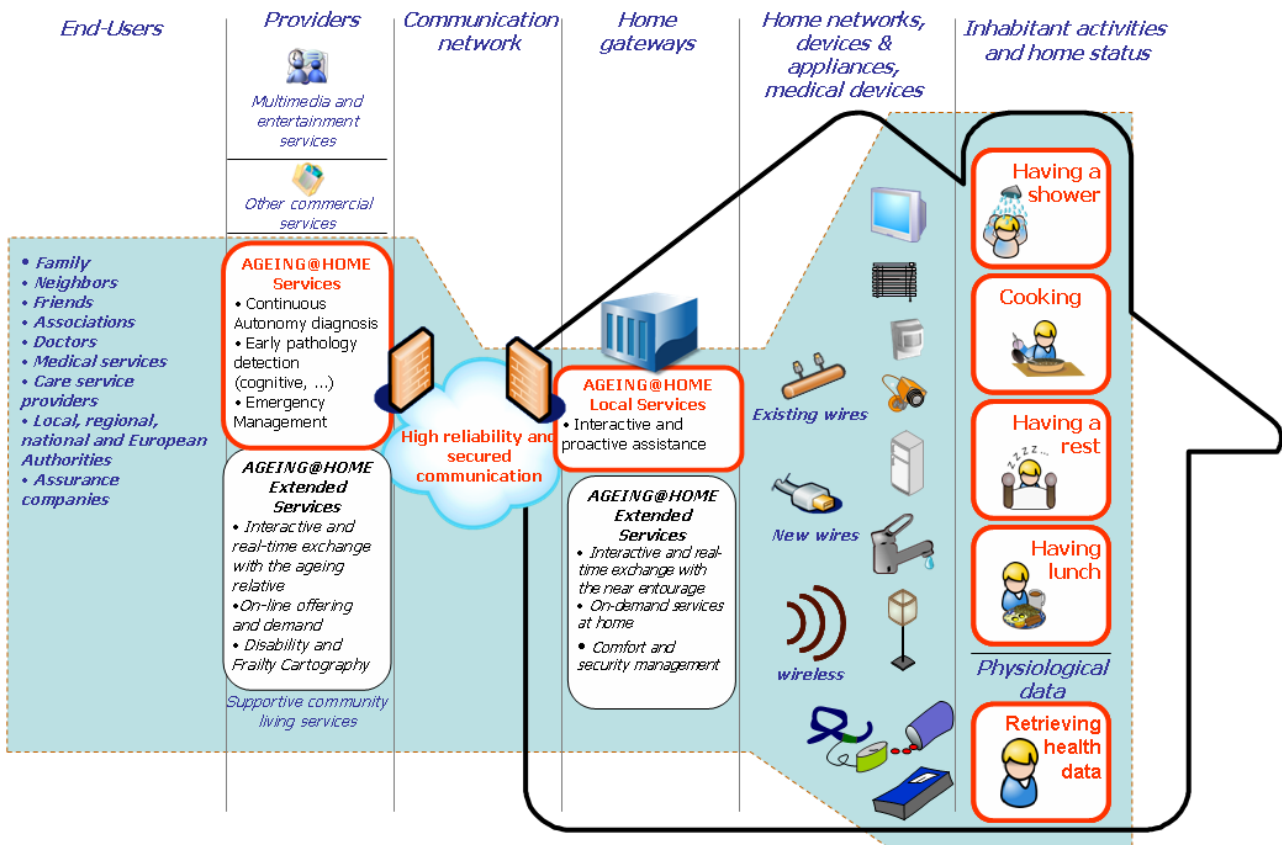 End-Users
Providers
Communication
network
Home
gateways
Home networks,
devices &
appliances,
medical devices
Inhabitant activities
and home status
Multimedia and
entertainment
services
Other commercial
services
• Family
• Neighbors
• Friends
• Associations
• Doctors
• Medical services
• Care service
providers
• Local, regional,
national and European
Authorities
• Assurance
companies
AGEING@HOME
Services
• Continuous
Autonomy diagnosis
• Early pathology
detection
(cognitive, ...)
• Emergency
Management
AGEING@HOME
Extended
Services
• Interactive and
real-time exchange
with the ageing
relative
•On-line offering
and demand
• Disability and
Frailty Cartography
Supportive community
living services
High reliability and
secured
communication
AGEING@HOME
Local Services
• Interactive and
proactive assistance
AGEING@HOME
Extended
Services
• Interactive and real-
time exchange with
the near entourage
• On-demand services
at home
• Comfort and
security management
Existing wires
New wires
wireless
Having a
shower
Cooking
Having a
rest
zzzz...
Having
lunch
Physiological
data
Retrieving
health
data